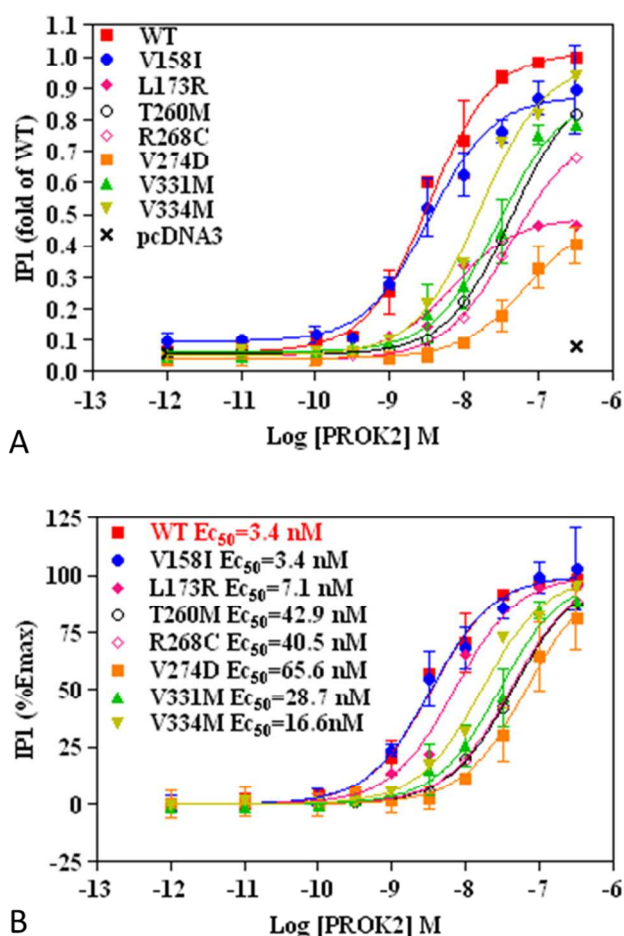 1.1
1.0
0.9
0.8
0.7
0.6
0.5
0.4
0.3
0.2
0.1
0.0
IP1 (fold of WT)
WT
V158I
L173R
T260M
R268C
V274D
V331M
V334M
pcDNA3
-13 -12 -11 -10 -9 -8 -7 -6
Log [PROK2] M
A
125
100
75
50
25
0
-25
IP1 (%Emax)
WT Ec50=3.4 nM
V158I Ec50=3.4 nM
L173R Ec50=7.1 nM
T260M Ec50=42.9 nM
R268C Ec50=40.5 nM
V274D Ec50=65.6 nM
V331M Ec50=28.7 nM
V334M Ec50=16.6nM
-13 -12 -11 -10 -9 -8 -7 -6
Log [PROK2] M
B